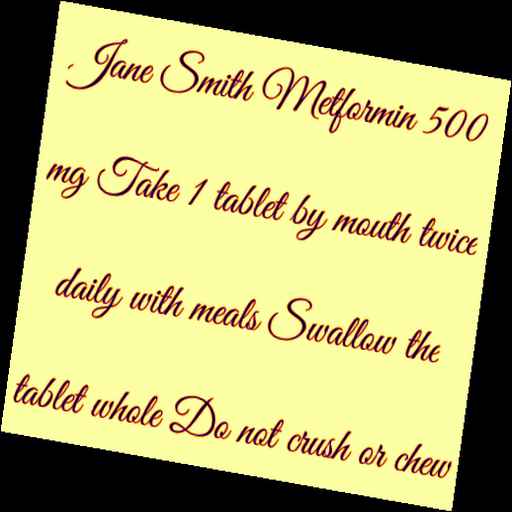 Jane Smith Metformin 500
mg Take 1 tablet by mouth twice
daily with meals Swallow the
tablet whole Do not crush or chew